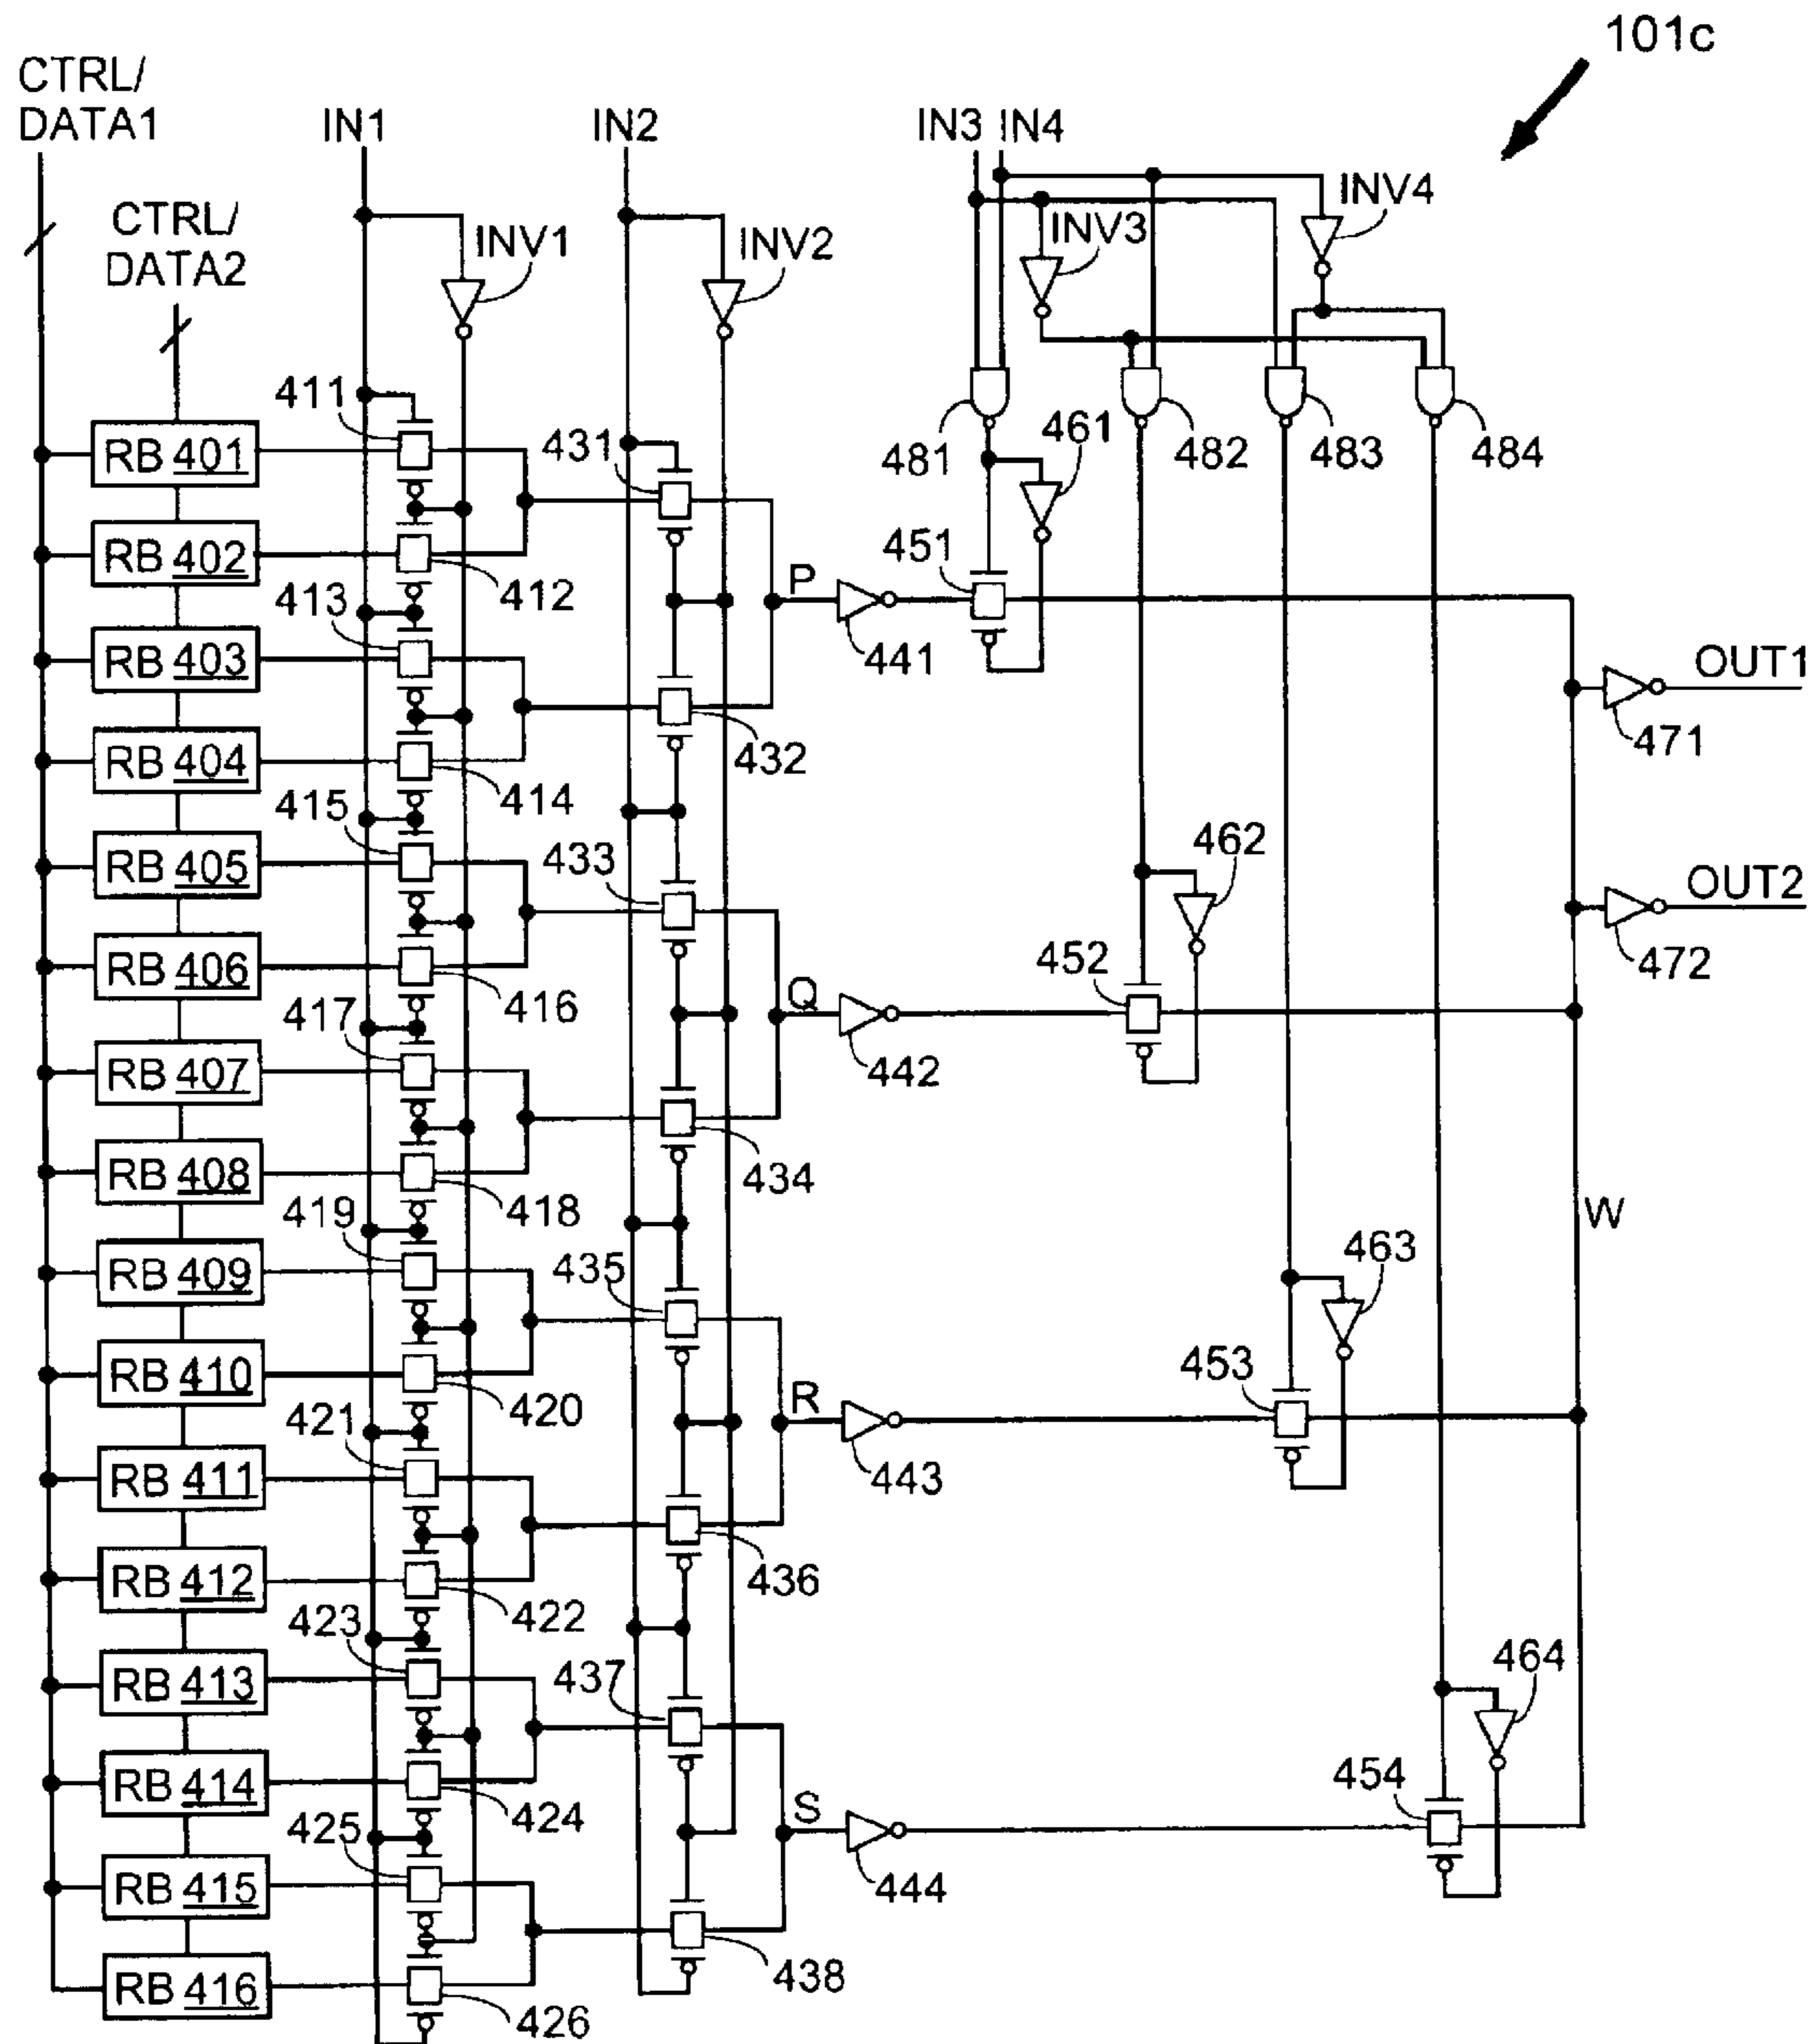 101c
CTRL/
DATA1
IN1
IN2
IN3 IN4
CTRL/
DATA2
INV1
INV2
INV3
INV4
411
431
481
461
482
483
484
RB 401
RB 402
412
451
P
413
RB 403
441
OUT1
432
471
RB 404
414
415
462
RB 405
433
OUT2
472
RB 406
416
Q
452
417
RB 407
442
RB 408
418
434
W
419
RB 409
435
463
RB 410
420
R
453
421
RB 411
443
RB 412
422
436
423
RB 413
437
464
RB 414
424
S
454
425
RB 415
444
RB 416
426
438